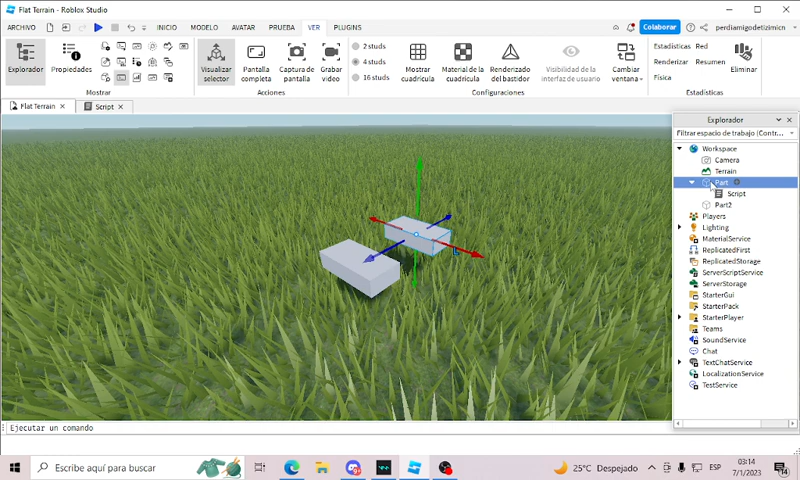 Flat Terrain - Roblox Studio
ARCHIVO
INICIO
MODELO
AVATAR
PRUEBA
VER
PLUGINS
Colaborar
perdiamigodetizimicn
Explorador
Propiedades
Mostrar
Visualizar selector
Pantalla completa
Captura de pantalla
Grabar video
Acciones
2 studs
4 studs
16 studs
Mostrar cuadrícula
Material de la cuadrícula
Renderizado del bastidor
Configuraciones
Visibilidad de la interfaz de usuario
Cambiar ventana
Estadísticas
Red
Renderizar
Resumen
Física
Eliminar
Estadísticas
Flat Terrain
Script
Explorador
Filtrar espacio de trabajo (Contr...
Workspace
Camera
Terrain
Part
Script
Part2
Players
Lighting
MaterialService
ReplicatedFirst
ReplicatedStorage
ServerScriptService
ServerStorage
StarterGui
StarterPack
StarterPlayer
Teams
SoundService
Chat
TextChatService
LocalizationService
TestService
Ejecutar un comando
Escribe aquí para buscar
25°C Despejado
ESP
03:14
7/1/2023
14